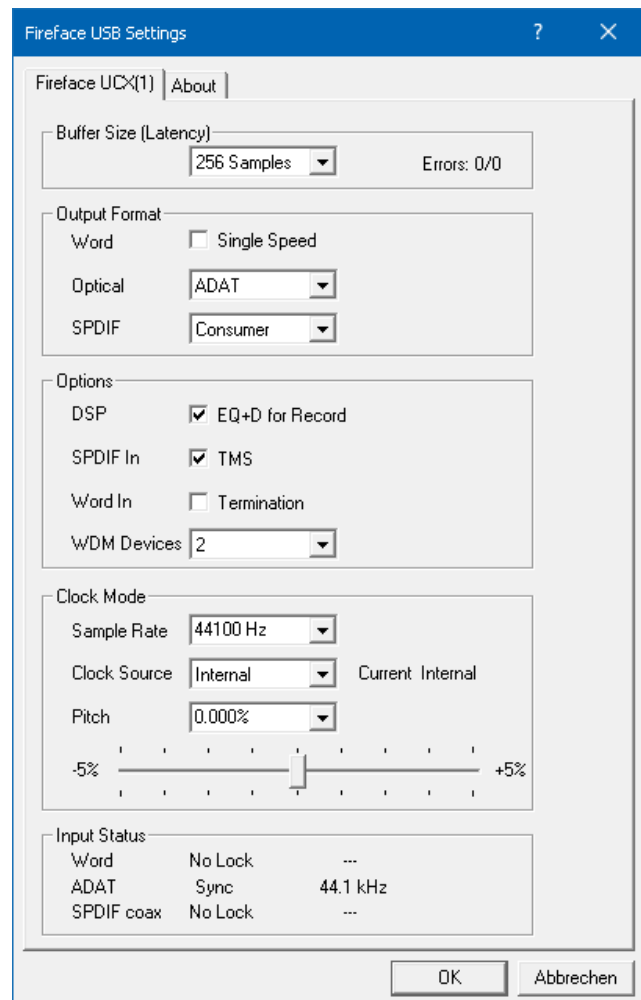 Fireface USB Settings ?
Fireface UCX(1) About
Buffer Size (Latency)
256 Samples Errors: 0/0
Output Format
Word Single Speed
Optical ADAT
SPDIF Consumer
Options
DSP EQ+D for Record
SPDIF In TMS
Word In Termination
WDM Devices 2
Clock Mode
Sample Rate 44100 Hz
Clock Source Internal Current Internal
Pitch 0.000%
-5% +5%
Input Status
Word No Lock ---
ADAT Sync 44.1 kHz
SPDIF coax No Lock ---
OK Abbrechen